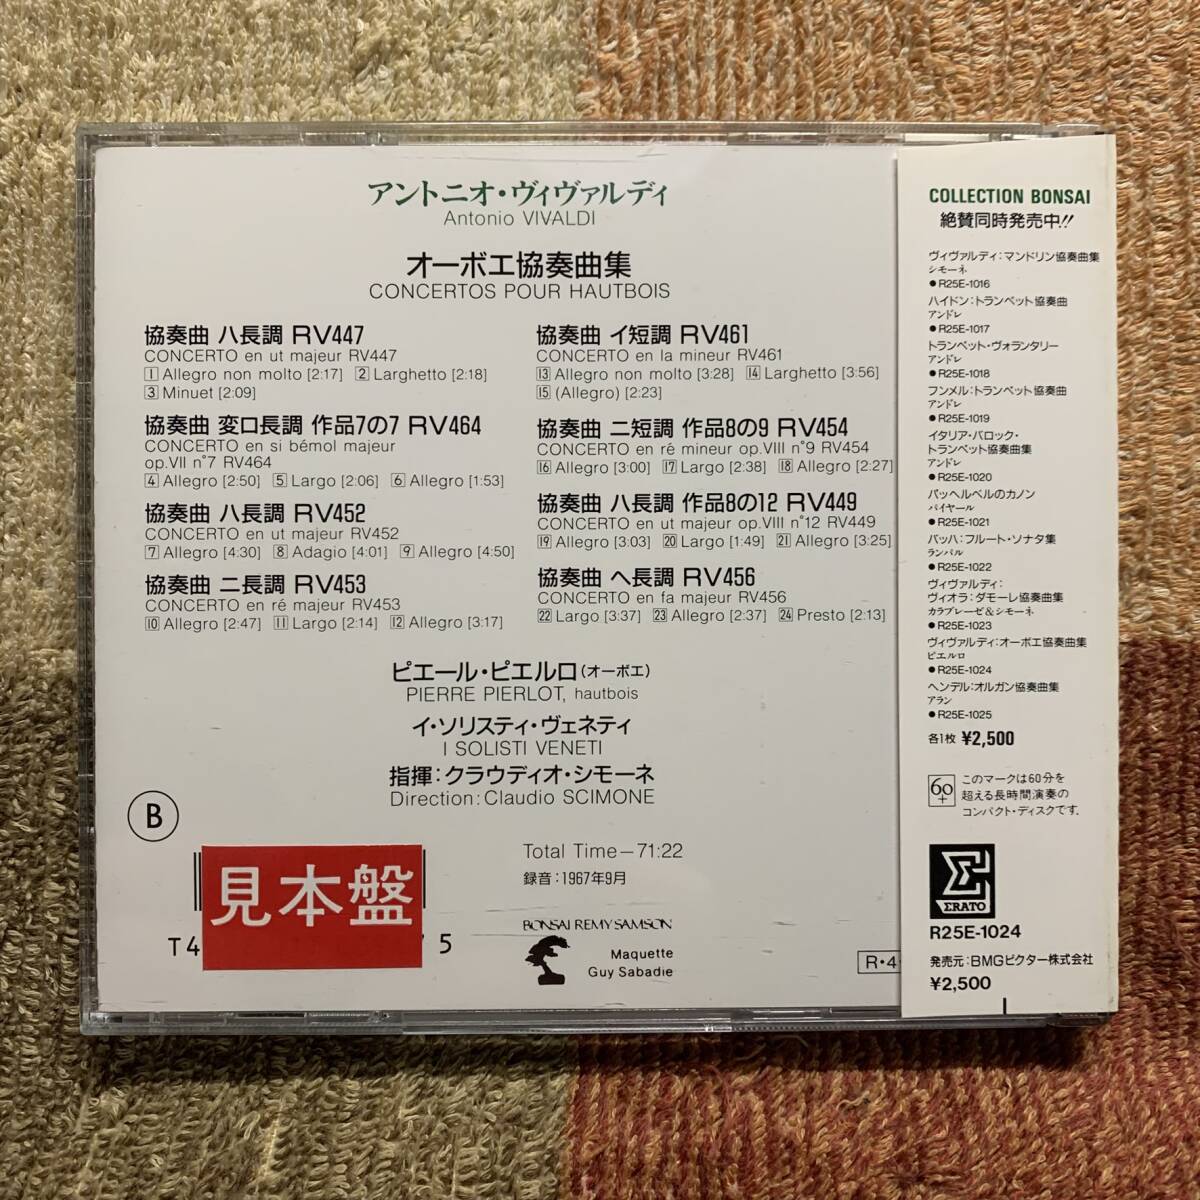 アントニオ・ヴィヴァルディ
Antonio VIVALDI
オーボエ協奏曲集
CONCERTOS POUR HAUTBOIS
協奏曲 ハ長調 RV447
CONCERTO en ut majeur RV447
1 Allegro non molto [2:17] 2 Larghetto [2:18]
3 Minuet [2:09]
協奏曲 変ロ長調 作品7の7 RV464
CONCERTO en si bémol majeur
op.VII n°7 RV464
4 Allegro [2:50] 5 Largo [2:06] 6 Allegro [1:53]
協奏曲 ハ長調 RV452
CONCERTO en ut majeur RV452
7 Allegro [4:30] 8 Adagio [4:01] 9 Allegro [4:50]
協奏曲 ニ長調 RV453
CONCERTO en ré majeur RV453
10 Allegro [2:47] 11 Largo [2:14] 12 Allegro [3:17]
協奏曲 イ短調 RV461
CONCERTO en la mineur RV461
13 Allegro non molto [3:28] 14 Larghetto [3:56]
15 (Allegro) [2:23]
協奏曲 ニ短調 作品8の9 RV454
CONCERTO en ré mineur op.VIII n°9 RV454
16 Allegro [3:00] 17 Largo [2:38] 18 Allegro [2:27]
協奏曲 ハ長調 作品8の12 RV449
CONCERTO en ut majeur op.VIII n°12 RV449
19 Allegro [3:03] 20 Largo [1:49] 21 Allegro [3:25]
協奏曲 ヘ長調 RV456
CONCERTO en fa majeur RV456
22 Largo [3:37] 23 Allegro [2:37] 24 Presto [2:13]
ピエール・ピエルロ(オーボエ)
PIERRE PIERLOT, hautbois
イ・ソリスティ・ヴェネティ
I SOLISTI VENETI
指揮:クラウディオ・シモーネ
Direction: Claudio SCIMONE
B
見本盤
T4
5
Total Time—71:22
録音:1967年9月
BONSAI REMY SAMSON
Maquette
Guy Sabadie
R・4
COLLECTION BONSAI
絶賛同時発売中!!
ヴィヴァルディ:マンドリン協奏曲集
シモーネ
●R25E-1016
ハイドン:トランペット協奏曲
アンドレ
●R25E-1017
トランペット・ヴォランタリー
アンドレ
●R25E-1018
フンメル:トランペット協奏曲
アンドレ
●R25E-1019
イタリア・バロック・
トランペット協奏曲集
アンドレ
●R25E-1020
パッヘルベルのカノン
パイヤール
●R25E-1021
バッハ:フルート・ソナタ集
ランパル
●R25E-1022
ヴィヴァルディ:
ヴィオラ・ダモーレ協奏曲集
カラブレーゼ&シモーネ
●R25E-1023
ヴィヴァルディ:オーボエ協奏曲集
ピエルロ
●R25E-1024
ヘンデル:オルガン協奏曲集
アラン
●R25E-1025
各1枚 ¥2,500
60+
このマークは60分を
超える長時間演奏の
コンパクト・ディスクです。
ΣRATO
R25E-1024
発売元:BMGビクター株式会社
¥2,500